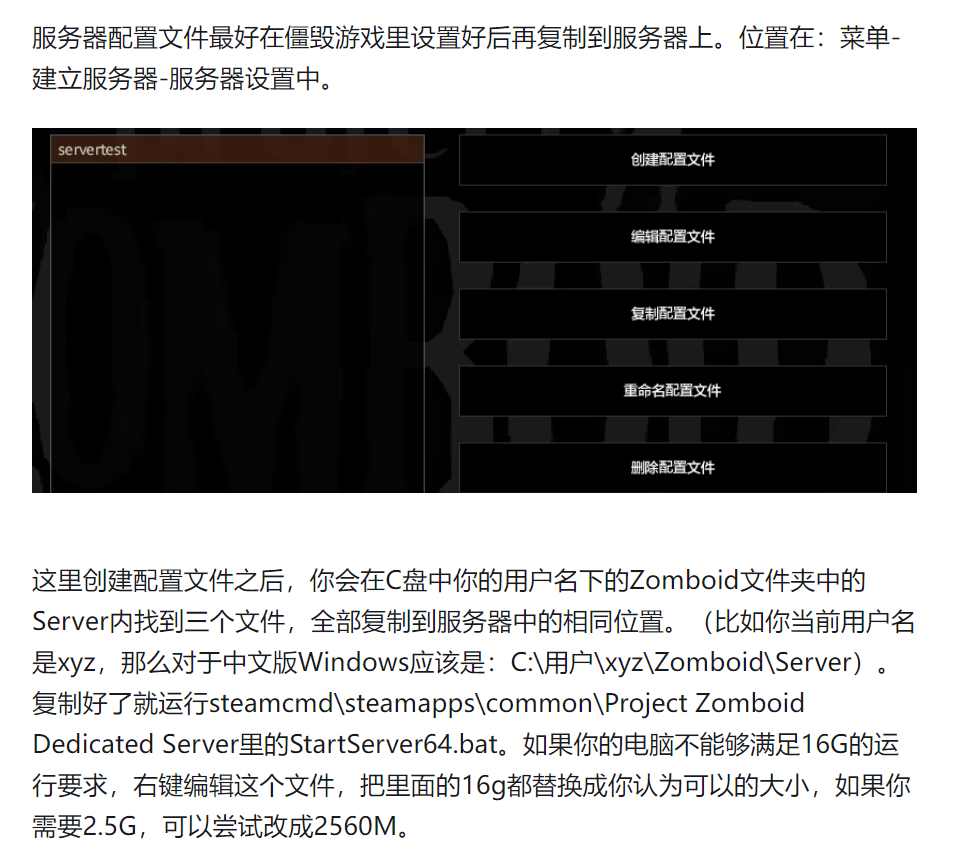 服务器配置文件最好在僵毁游戏里设置好后再复制到服务器上。位置在：菜单-
建立服务器-服务器设置中。
servertest
创建配置文件
编辑配置文件
复制配置文件
重命名配置文件
删除配置文件
这里创建配置文件之后，你会在C盘中你的用户名下的Zomboid文件夹中的
Server内找到三个文件，全部复制到服务器中的相同位置。（比如你当前用户名
是xyz，那么对于中文版Windows应该是：C:\用户\xyz\Zomboid\Server）。
复制好了就运行steamcmd\steamapps\common\Project Zomboid
Dedicated Server里的StartServer64.bat。如果你的电脑不能够满足16G的运
行要求，右键编辑这个文件，把里面的16g都替换成你认为可以的大小，如果你
需要2.5G，可以尝试改成2560M。